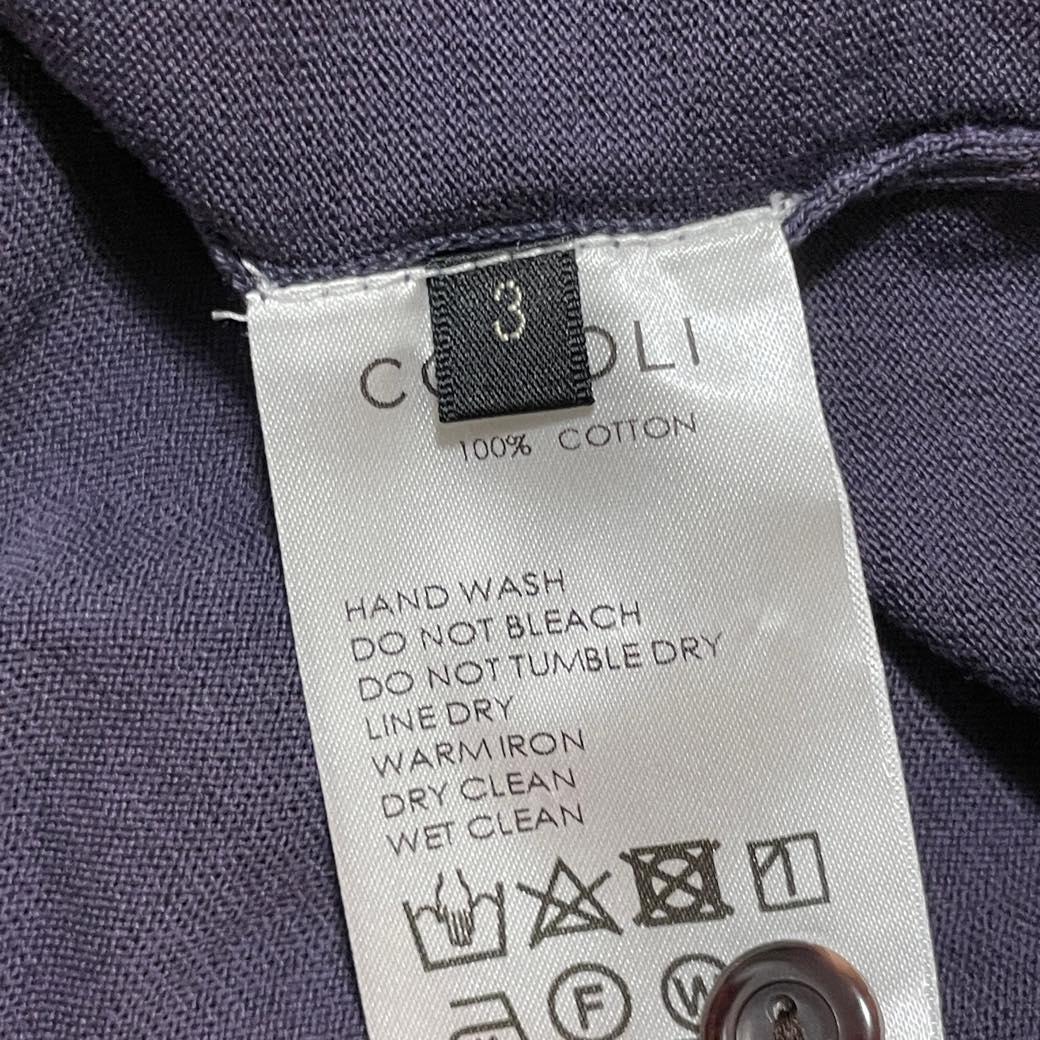 3
100% COTTON
HAND WASH
DO NOT BLEACH
DO NOT TUMBLE DRY
LINE DRY
WARM IRON
DRY CLEAN
WET CLEAN
F
W